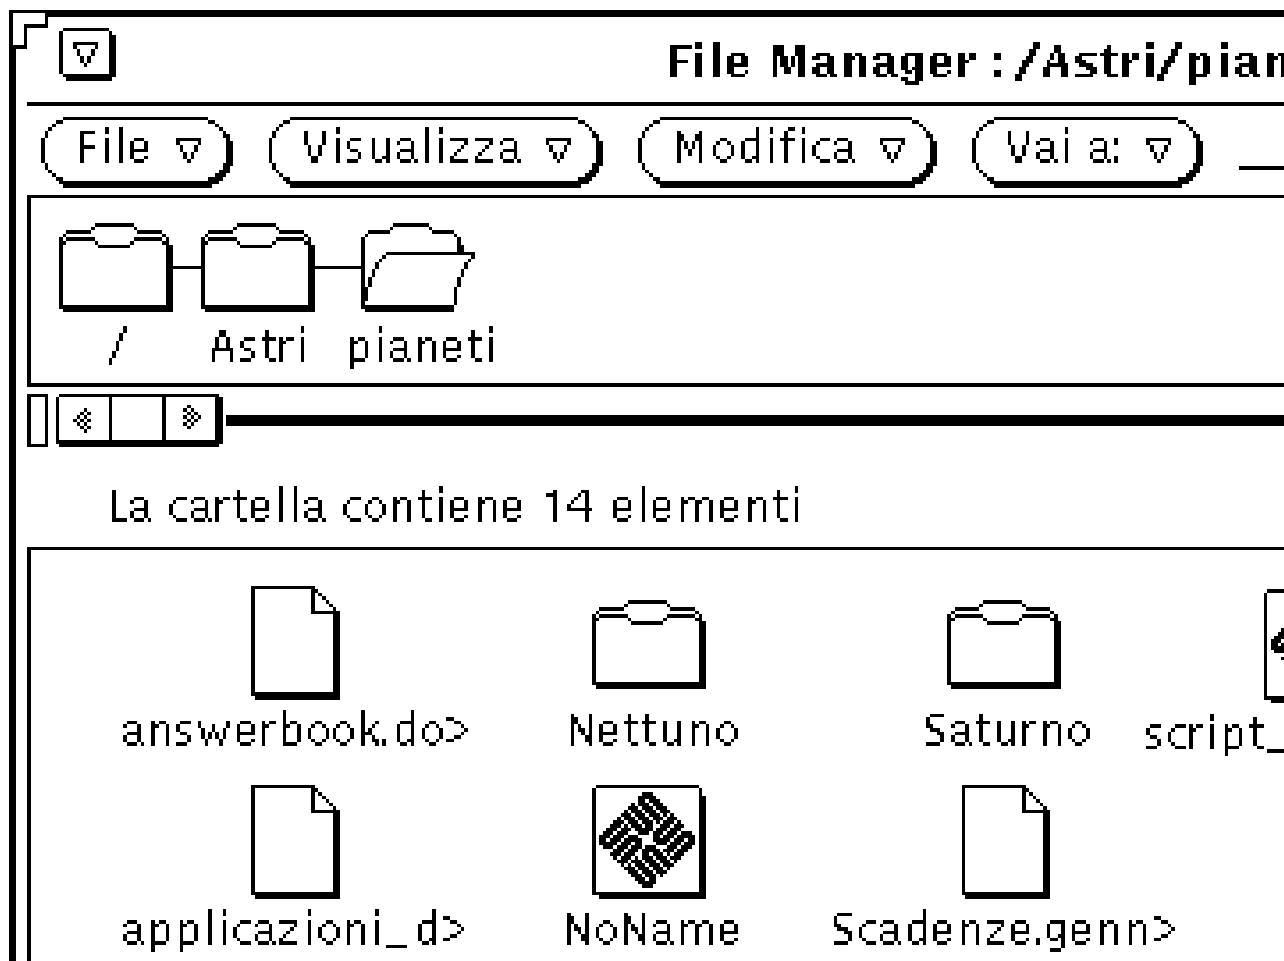 File Manager : /Astri/pian
File Visualizza Modifica Vai a:
/ Astri pianeti
La cartella contiene 14 elementi
answerbook.do> Nettuno Saturno script_
applicazioni_d> NoName Scadenze.genn>